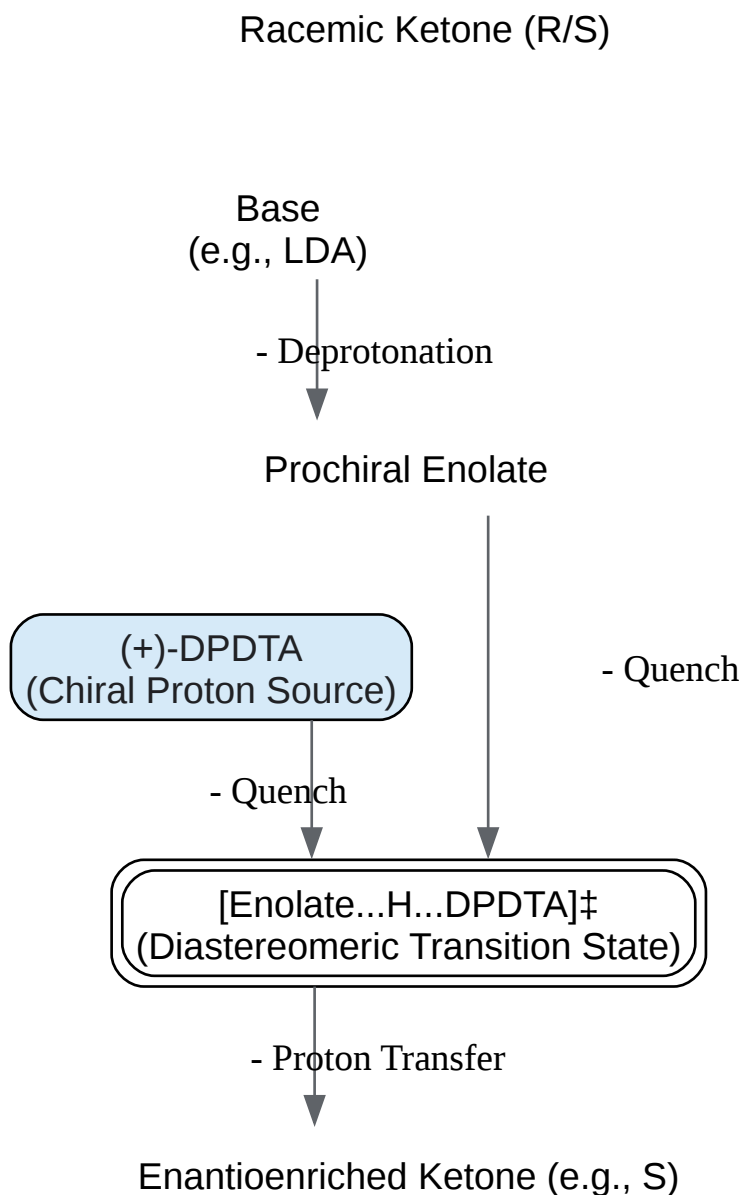 Racemic Ketone (R/S)
Base
(e.g., LDA)
- Deprotonation
Prochiral Enolate
(+)-DPDTA
(Chiral Proton Source)
- Quench
- Quench
[Enolate...H...DPDTA]‡
(Diastereomeric Transition State)
- Proton Transfer
Enantioenriched Ketone (e.g., S)